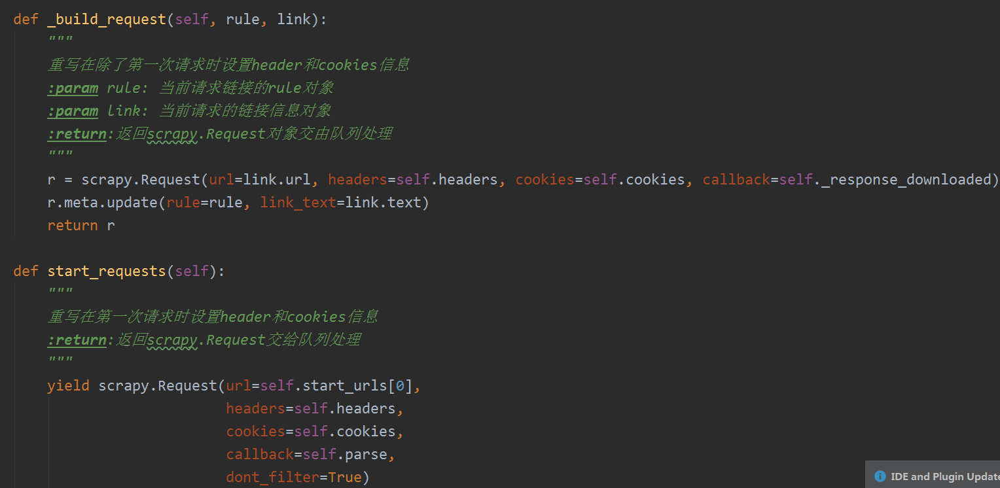 def _build_request(self, rule, link):
"""
重写在除了第一次请求时设置header和cookies信息
:param rule: 当前请求链接的rule对象
:param link: 当前请求的链接信息对象
:return:返回scrapy.Request对象交由队列处理
"""
r = scrapy.Request(url=link.url, headers=self.headers, cookies=self.cookies, callback=self._response_downloaded)
r.meta.update(rule=rule, link_text=link.text)
return r
def start_requests(self):
"""
重写在第一次请求时设置header和cookies信息
:return:返回scrapy.Request交给队列处理
"""
yield scrapy.Request(url=self.start_urls[0],
headers=self.headers,
cookies=self.cookies,
callback=self.parse,
dont_filter=True)
IDE and Plugin Update